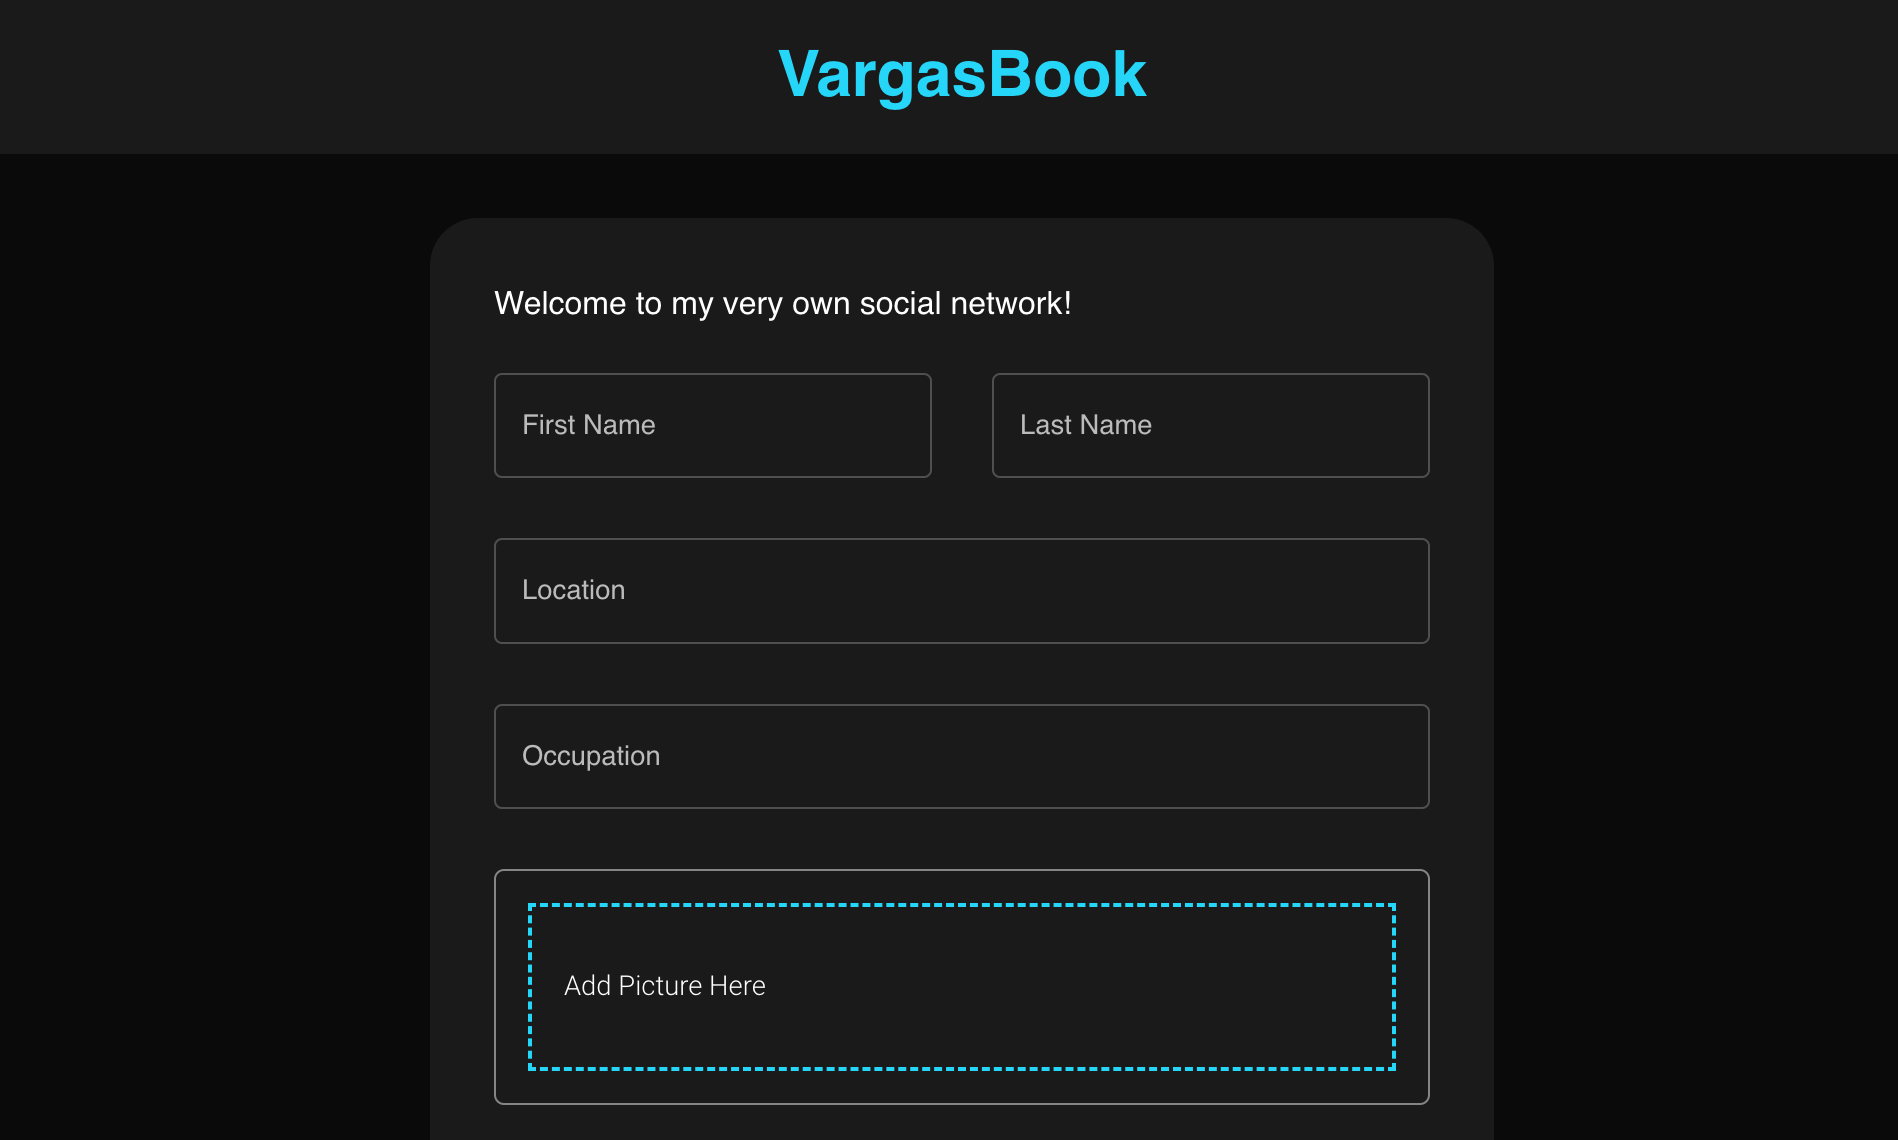 VargasBook
Welcome to my very own social network!
First Name
Last Name
Location
Occupation
Add Picture Here